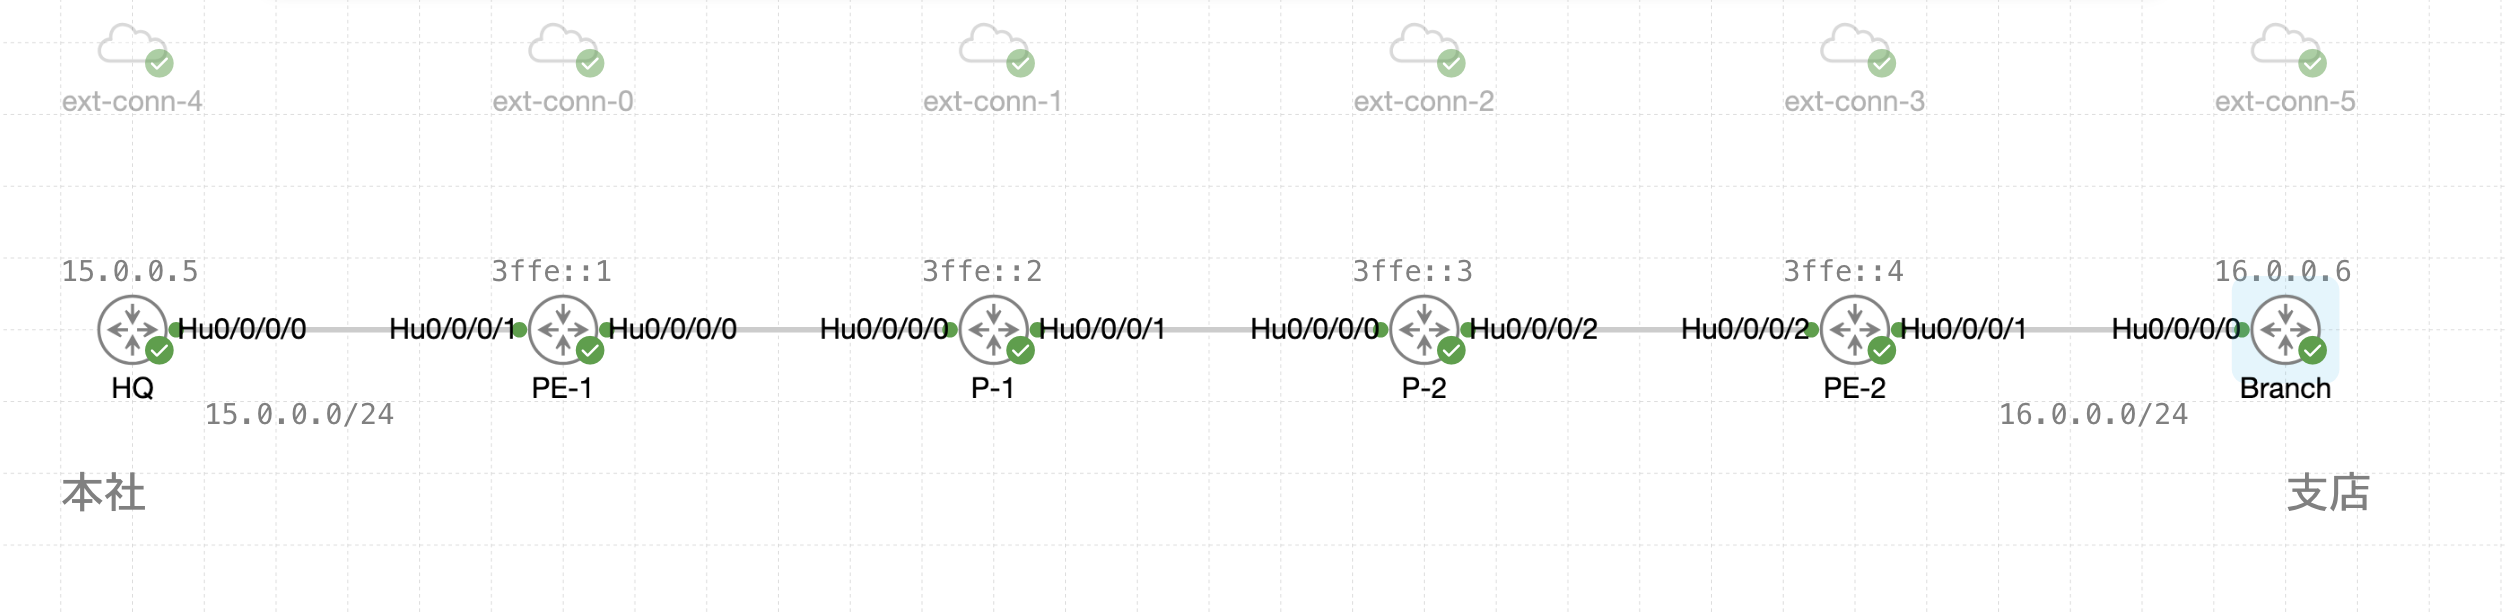 ext-conn-4 ext-conn-0 ext-conn-1 ext-conn-2 ext-conn-3 ext-conn-5
15.0.0.5 3ffe::1 3ffe::2 3ffe::3 3ffe::4 16.0.0.6
Hu0/0/0/0 Hu0/0/0/1 Hu0/0/0/0 Hu0/0/0/0 Hu0/0/0/1 Hu0/0/0/0 Hu0/0/0/2 Hu0/0/0/2 Hu0/0/0/1 Hu0/0/0/0
HQ PE-1 P-1 P-2 PE-2 Branch
15.0.0.0/24 16.0.0.0/24
本社 支店